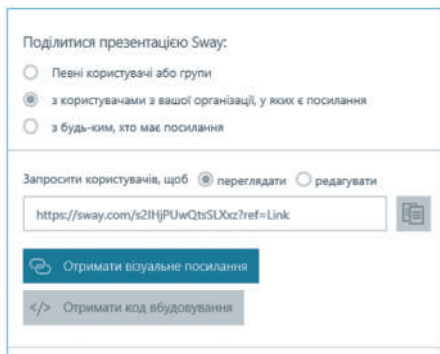 Поділитися презентацією Sway:
Певні користувачі або групи
з користувачами з вашої організації, у яких є посилання
з будь-ким, хто має посилання
Запросити користувачів, щоб переглядати редагувати
https://sway.com/s2IHjPUwQtsSLXxz?ref=Link
Отримати візуальне посилання
</> Отримати код вбудовування